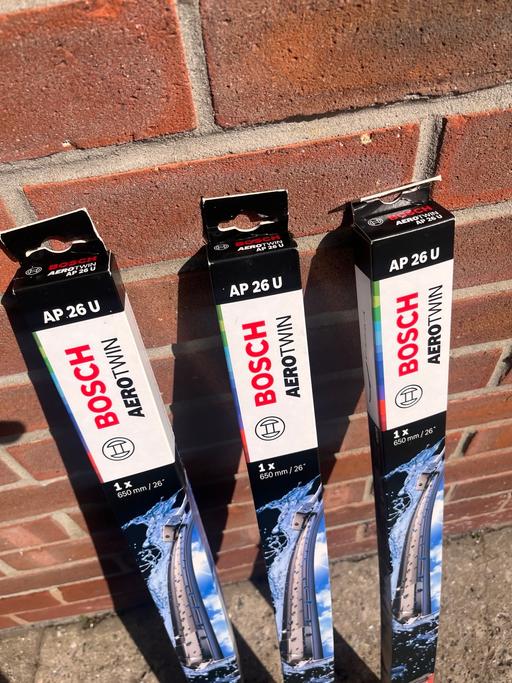 BOSCH
AEROTWIN
AP 26 U
AP 26 U
BOSCH
AEROTWIN
1 x
650 mm / 26"
BOSCH
AEROTWIN
AP 26 U
AP 26 U
BOSCH
AEROTWIN
1 x
650 mm / 26"
BOSCH
AEROTWIN
AP 26 U
AP 26 U
BOSCH
AEROTWIN
1 x
650 mm / 26"